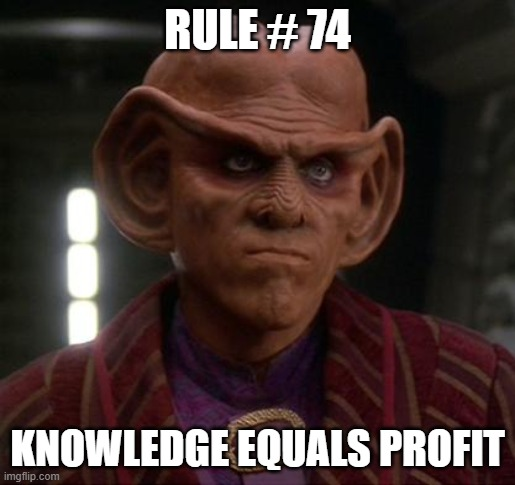 RULE # 74
KNOWLEDGE EQUALS PROFIT
imgflip.com